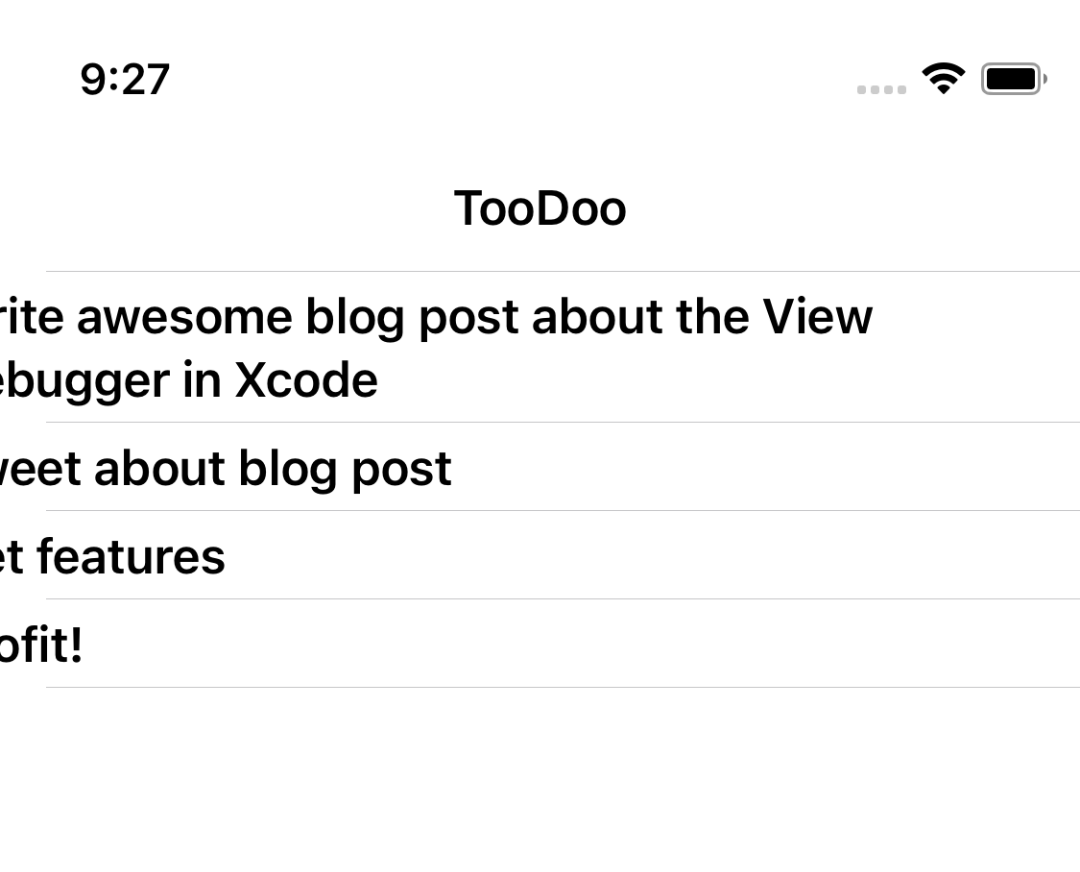 9:27
TooDoo
rite awesome blog post about the View
ebugger in Xcode
weet about blog post
et features
ofit!